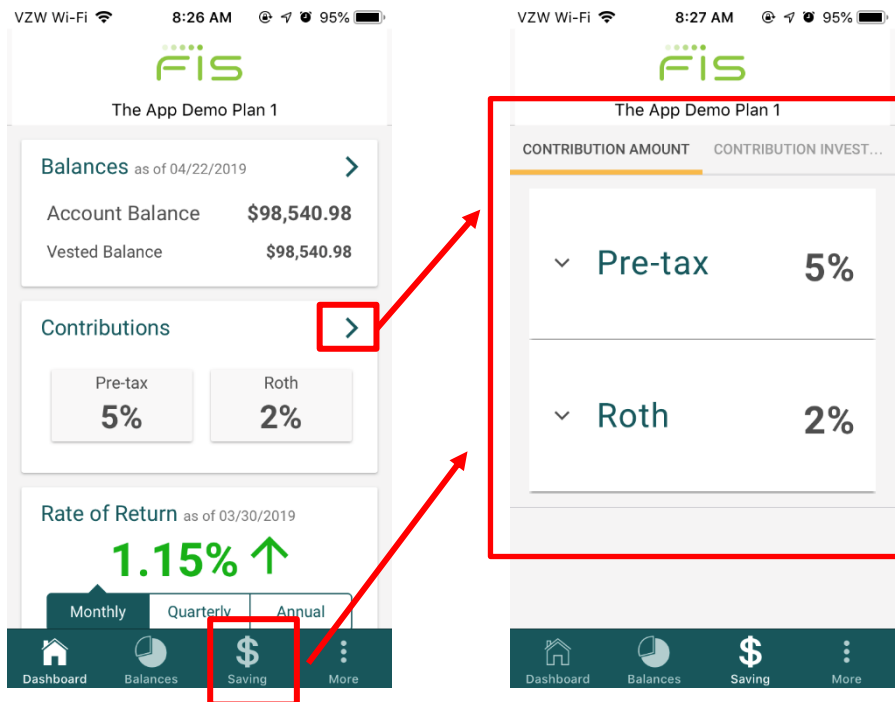 VZW Wi-Fi 8:26 AM 95%
FIS
The App Demo Plan 1
Balances as of 04/22/2019
Account Balance $98,540.98
Vested Balance $98,540.98
Contributions
Pre-tax Roth
5% 2%
Rate of Return as of 03/30/2019
1.15%
Monthly Quarterly Annual
Dashboard Balances Saving More
VZW Wi-Fi 8:27 AM 95%
FIS
The App Demo Plan 1
CONTRIBUTION AMOUNT CONTRIBUTION INVEST...
Pre-tax 5%
Roth 2%
Dashboard Balances Saving More